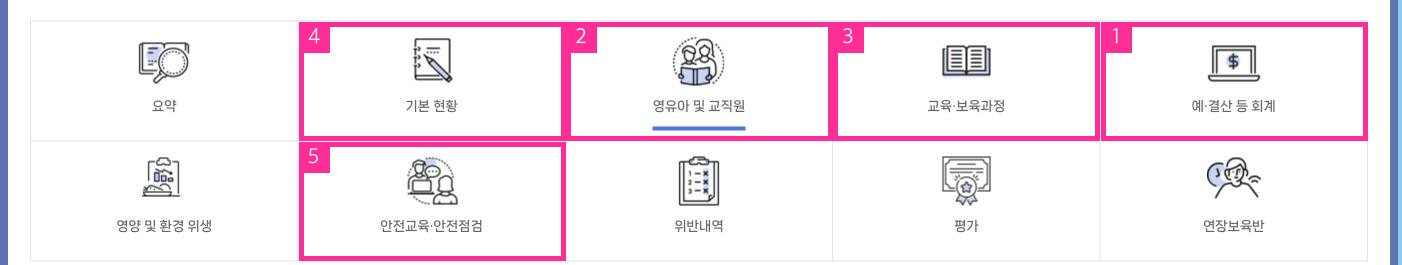 4
2
3
1
요약
기본 현황
영유아 및 교직원
교육·보육과정
예·결산 등 회계
5
영양 및 환경 위생
안전교육·안전점검
위반내역
평가
연장보육반